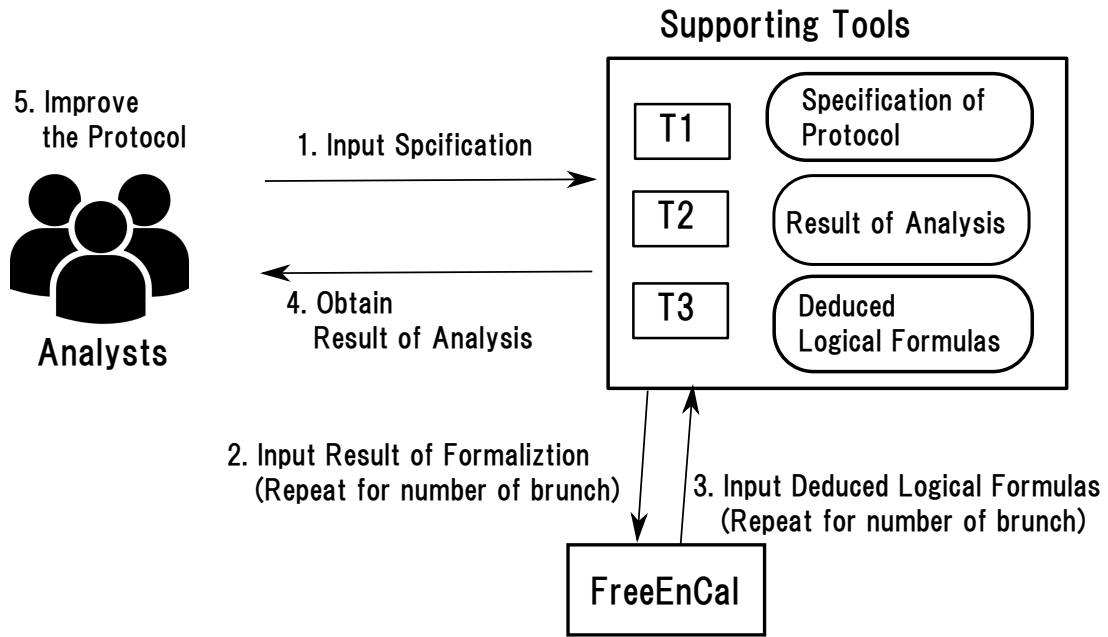 Supporting Tools
5. Improve
the Protocol
1. Input Spcification
T1
Specification of
Protocol
T2
Result of Analysis
4. Obtain
Result of Analysis
T3
Deduced
Logical Formulas
Analysts
2. Input Result of Formaliztion
(Repeat for number of brunch)
3. Input Deduced Logical Formulas
(Repeat for number of brunch)
FreeEnCal